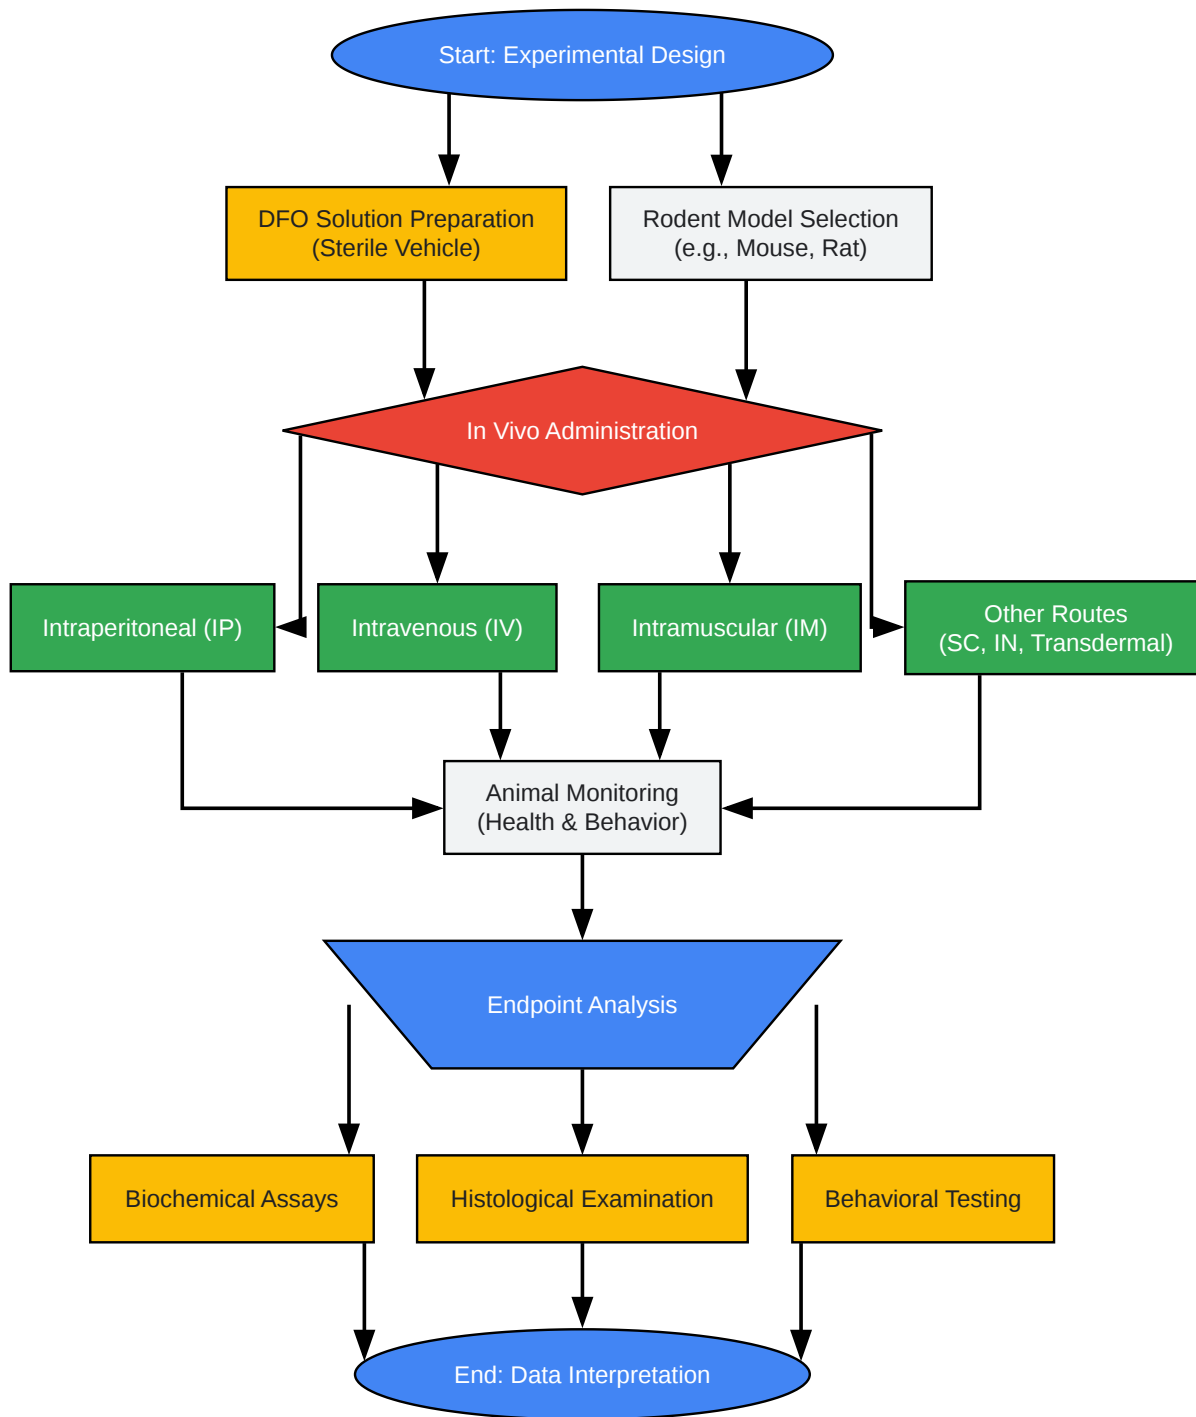 Start: Experimental Design
DFO Solution Preparation
(Sterile Vehicle)
Rodent Model Selection
(e.g., Mouse, Rat)
In Vivo Administration
Intraperitoneal (IP)
Intravenous (IV)
Intramuscular (IM)
Other Routes
(SC, IN, Transdermal)
Animal Monitoring
(Health & Behavior)
Endpoint Analysis
Biochemical Assays
Histological Examination
Behavioral Testing
End: Data Interpretation